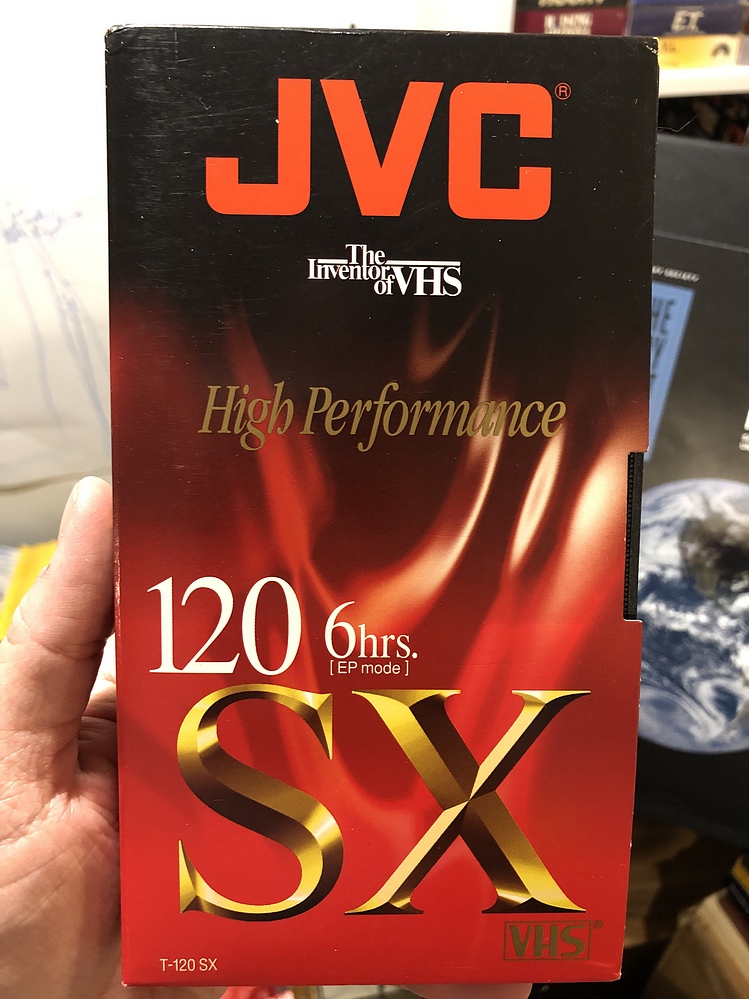 JVC®
The
Inventor
of VHS
High Performance
120 6hrs.
[ EP mode ]
SX
VHS®
T-120 SX
E.T.